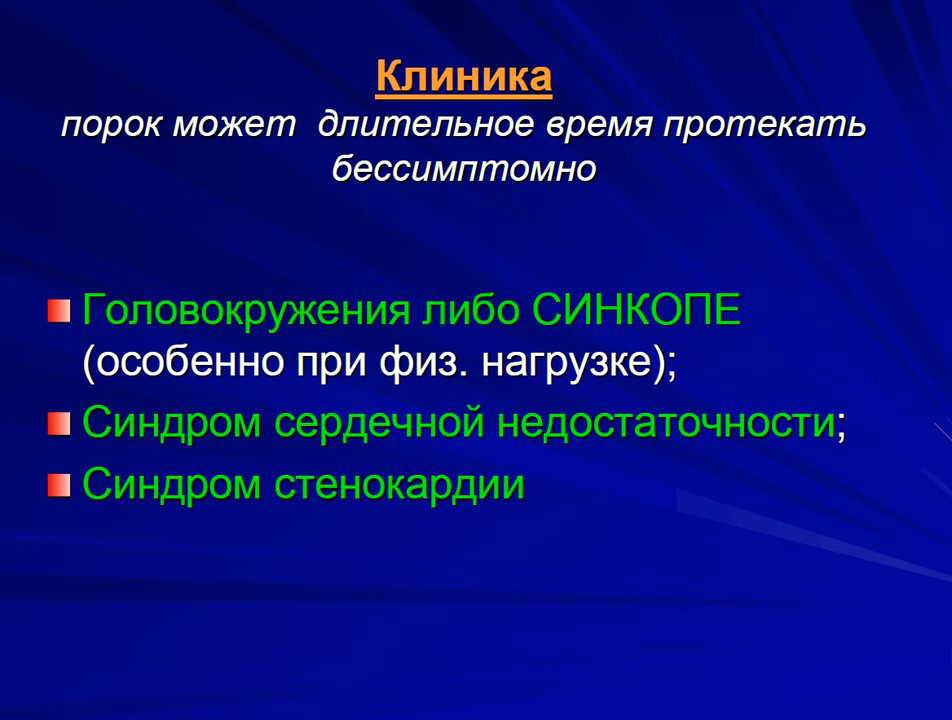 Клиника
порок может  длительное время протекать
бессимптомно
Головокружения либо СИНКОПЕ
(особенно при физ. нагрузке);
Синдром сердечной недостаточности;
Синдром стенокардии